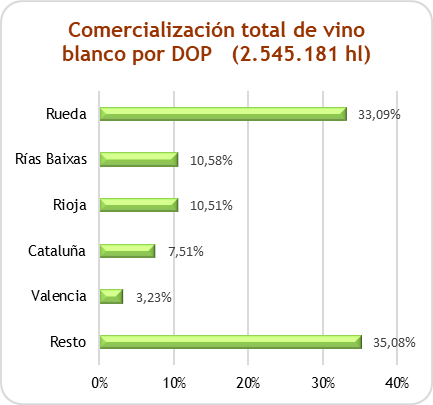 Comercialización total de vino
blanco por DOP (2.545.181 hl)
Rueda 33,09%
Rías Baixas 10,58%
Rioja 10,51%
Cataluña 7,51%
Valencia 3,23%
Resto 35,08%
0% 10% 20% 30% 40%